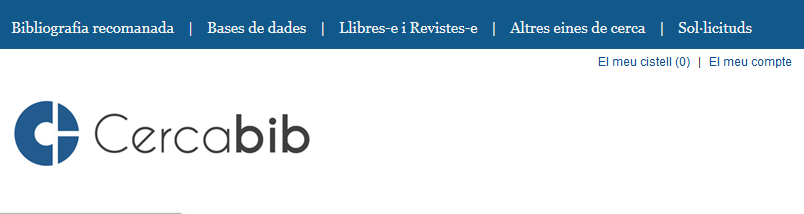 Bibliografia recomanada | Bases de dades | Llibres-e i Revistes-e | Altres eines de cerca | Sol·licituds
El meu cistell (0) | El meu compte
Cercabib